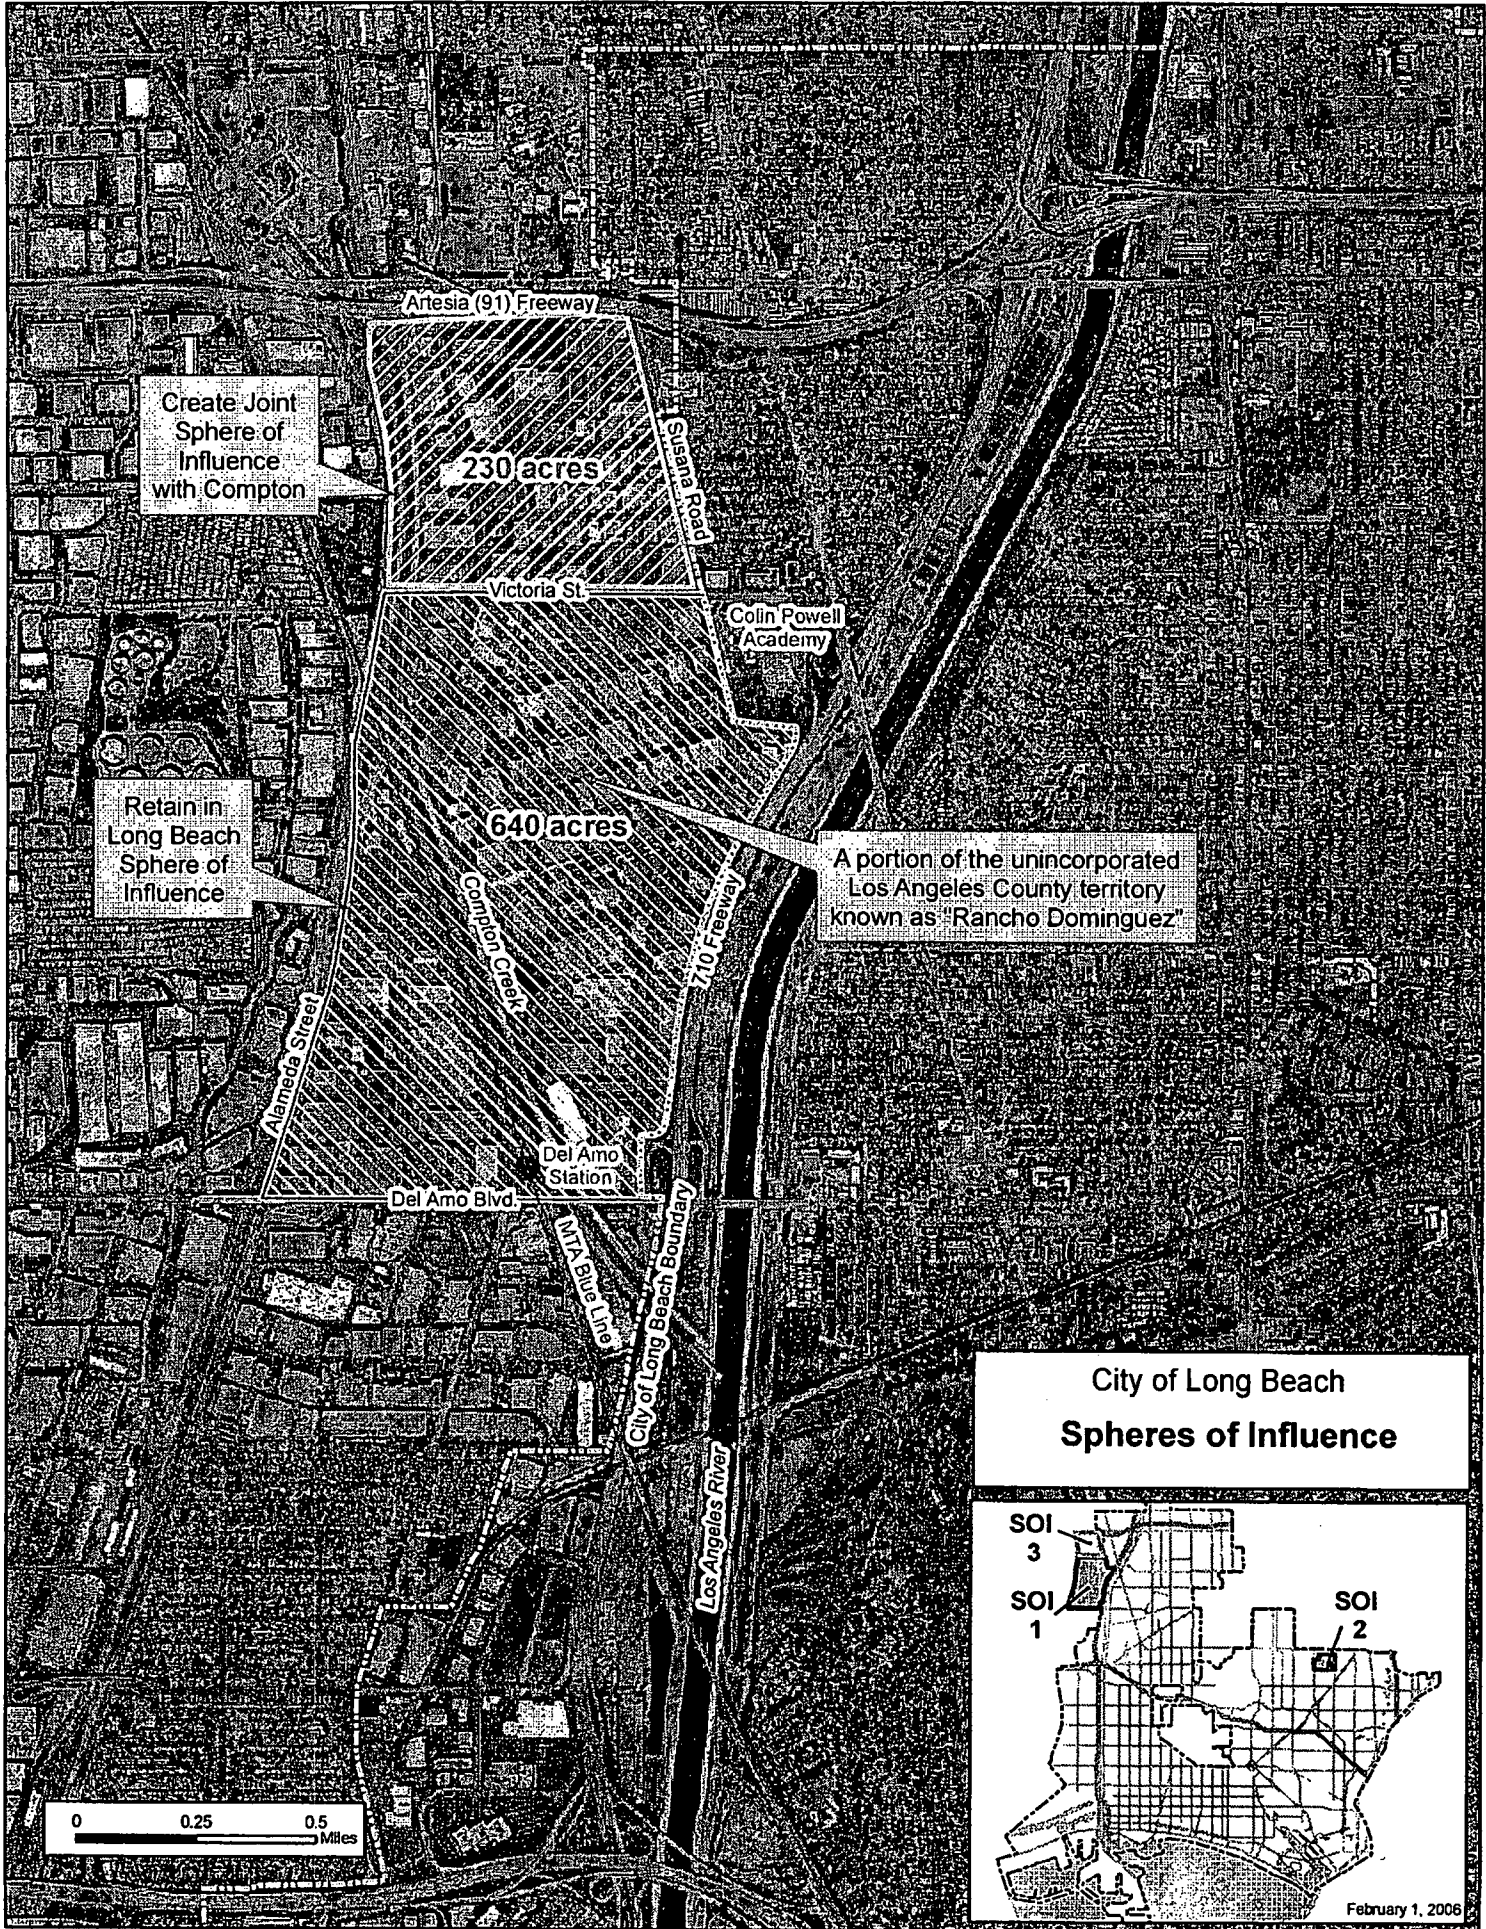 Artesia (91) Freeway
Create Joint
Sphere of
Influence
with Compton
230 acres
Susana Road
Victoria St.
Colin Powell
Academy
Retain in
Long Beach
Sphere of
Influence
640 acres
A portion of the unincorporated
Los Angeles County territory
known as "Rancho Dominguez"
Compton Creek
710 Freeway
Alameda Street
Del Amo
Station
Del Amo Blvd.
MTA Blue Line
City of Long Beach Boundary
Los Angeles River
City of Long Beach
Spheres of Influence
SOI
3
SOI
1
SOI
2
0 0.25 0.5
Miles
February 1, 2006